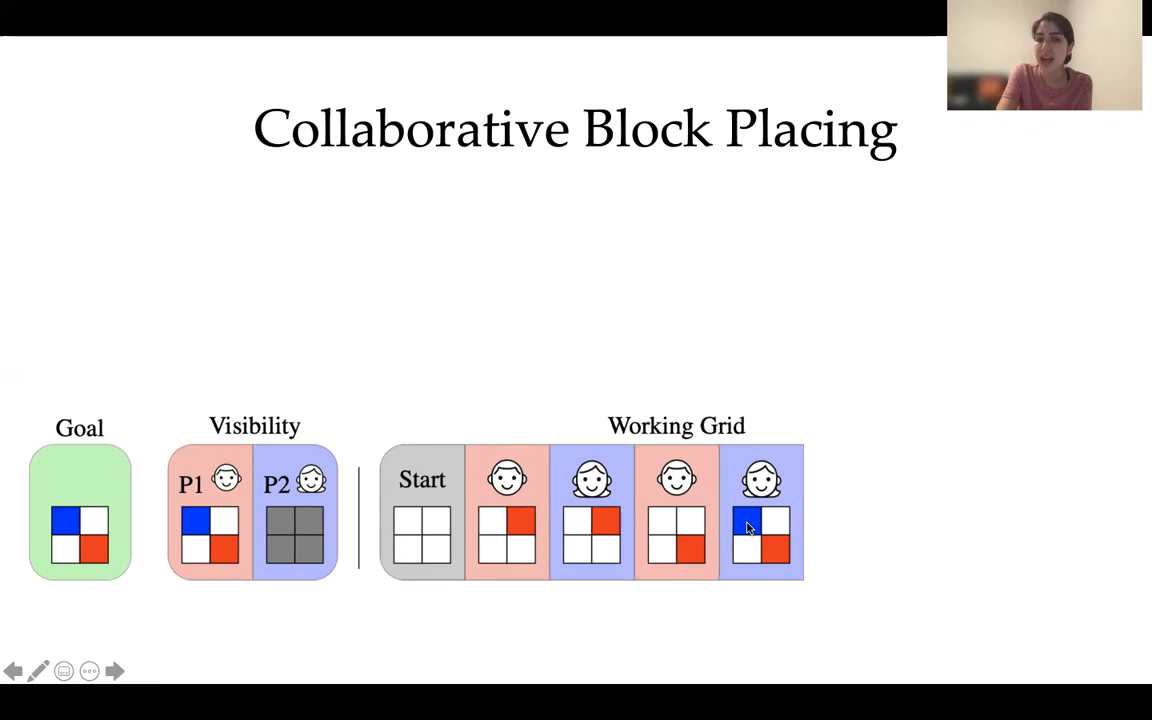 Collaborative Block Placing
Goal
Visibility
Working Grid
P1
P2
Start